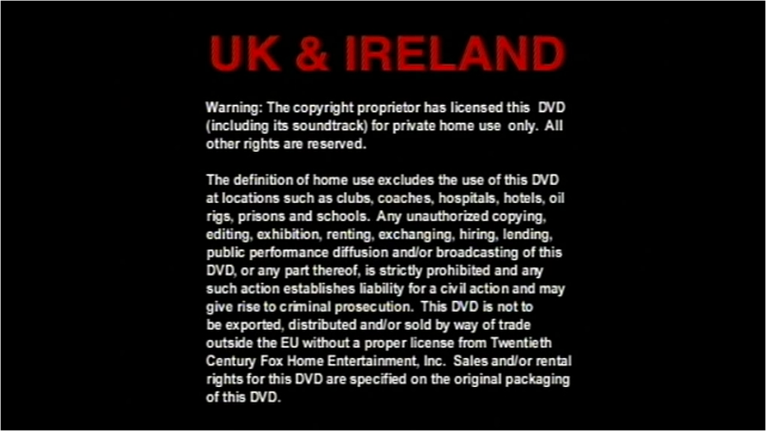 UK & IRELAND
Warning: The copyright proprietor has licensed this DVD
(including its soundtrack) for private home use only. All
other rights are reserved.
The definition of home use excludes the use of this DVD
at locations such as clubs, coaches, hospitals, hotels, oil
rigs, prisons and schools. Any unauthorized copying,
editing, exhibition, renting, exchanging, hiring, lending,
public performance diffusion and/or broadcasting of this
DVD, or any part thereof, is strictly prohibited and any
such action establishes liability for a civil action and may
give rise to criminal prosecution. This DVD is not to
be exported, distributed and/or sold by way of trade
outside the EU without a proper license from Twentieth
Century Fox Home Entertainment, Inc. Sales and/or rental
rights for this DVD are specified on the original packaging
of this DVD.